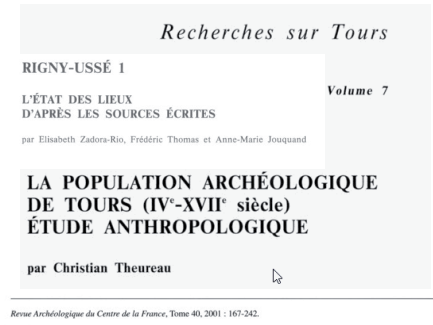 Recherches sur Tours
RIGNY-USSÉ 1
Volume 7
L'ÉTAT DES LIEUX
D'APRÈS LES SOURCES ÉCRITES
par Elisabeth Zadora-Rio, Frédéric Thomas et Anne-Marie Jouquand
LA POPULATION ARCHÉOLOGIQUE
DE TOURS (IVe-XVIIe siècle)
ÉTUDE ANTHROPOLOGIQUE
par Christian Theureau
Revue Archéologique du Centre de la France, Tome 40, 2001 : 167-242.